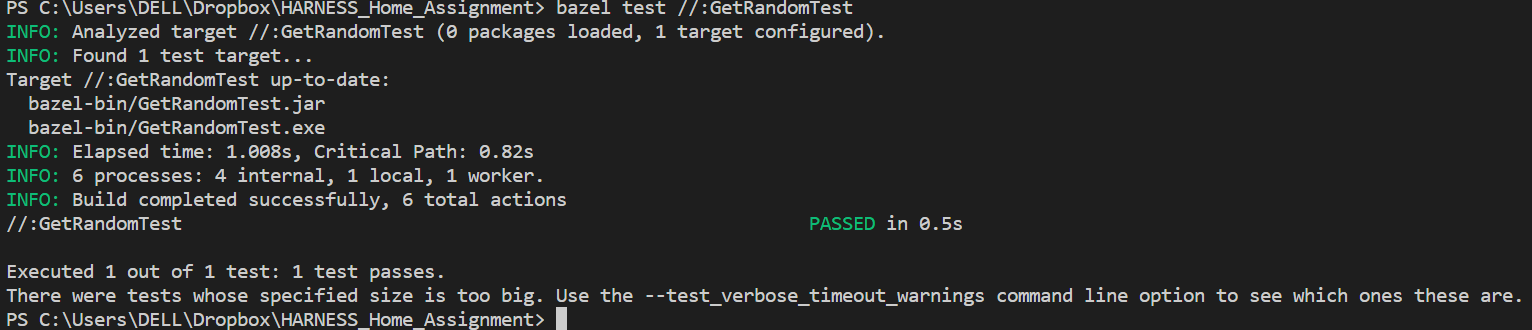 PS C:\Users\DELL\Dropbox\HARNESS_Home_Assignment> bazel test //:GetRandomTest
INFO: Analyzed target //:GetRandomTest (0 packages loaded, 1 target configured).
INFO: Found 1 test target...
Target //:GetRandomTest up-to-date:
  bazel-bin/GetRandomTest.jar
  bazel-bin/GetRandomTest.exe
INFO: Elapsed time: 1.008s, Critical Path: 0.82s
INFO: 6 processes: 4 internal, 1 local, 1 worker.
INFO: Build completed successfully, 6 total actions
//:GetRandomTest                                                         PASSED in 0.5s

Executed 1 out of 1 test: 1 test passes.
There were tests whose specified size is too big. Use the --test_verbose_timeout_warnings command line option to see which ones these are.
PS C:\Users\DELL\Dropbox\HARNESS_Home_Assignment>